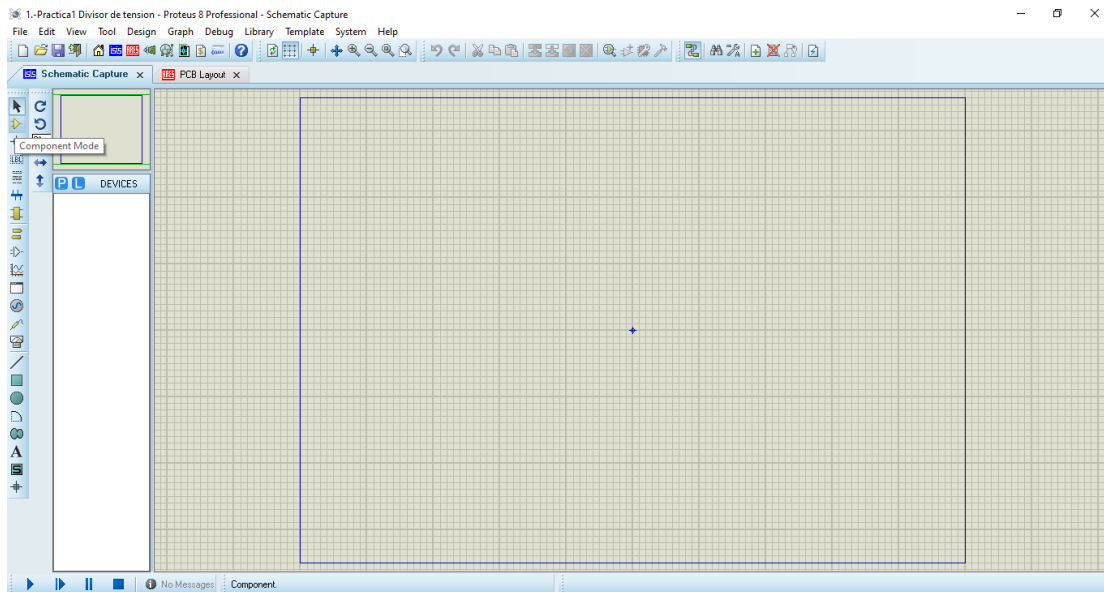 1.-Practica1 Divisor de tension - Proteus 8 Professional - Schematic Capture
File Edit View Tool Design Graph Debug Library Template System Help
Schematic Capture x PCB Layout x
Component Mode
LBL
P L DEVICES
A
S
No Messages Component.